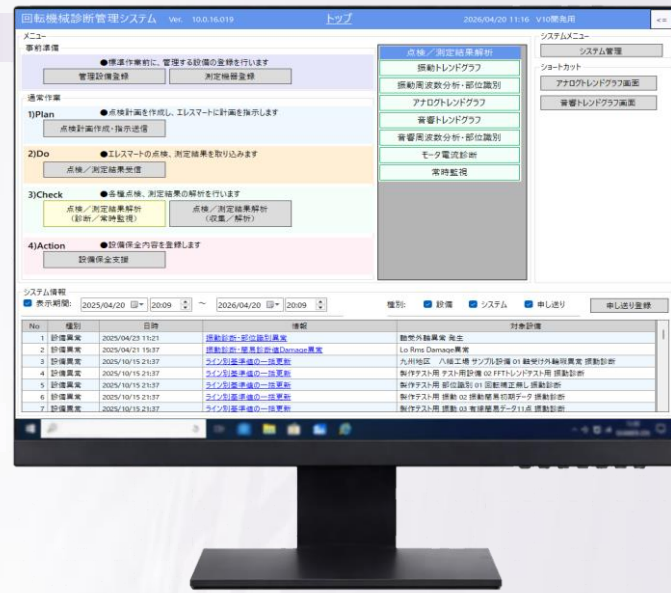 回転機械診断管理システム Ver. 10.0.16.019 トップ 2026/04/20 11:16 V10開発用 <=
メニュー
事前準備
●標準作業前に、管理する設備の登録を行います
管理設備登録 測定機器登録
通常作業
1)Plan ●点検計画を作成し、エレスマートに計画を指示します
点検計画作成・指示送信
2)Do ●エレスマートの点検、測定結果を取り込みます
点検／測定結果受信
3)Check ●各種点検、測定結果の解析を行います
点検／測定結果解析
（診断／常時監視）
点検／測定結果解析
（収集／解析）
4)Action ●設備保全内容を登録します
設備保全支援
点検／測定結果解析
振動トレンドグラフ
振動周波数分析・部位識別
アナログトレンドグラフ
音響トレンドグラフ
音響周波数分析・部位識別
モータ電流診断
常時監視
システムメニュー
システム管理
ショートカット
アナログトレンドグラフ画面
音響トレンドグラフ画面
システム情報
表示期間: 2025/04/20 20:09 ～ 2026/04/20 20:09 種別: 設備 システム 申し送り 申し送り登録
No 種別 日時 情報 対象設備
1 設備異常 2025/04/23 11:21 振動診断・部位識別異常 軸受外輪異常 発生
2 設備異常 2025/04/21 15:37 振動診断・簡易診断値Damage異常 Lo Rms Damage異常
3 設備異常 2025/10/15 21:37 ライン別基準値の一括更新 九州地区 八幡工場 サンプル設備 01 軸受け外輪瑕異常 振動診断
4 設備異常 2025/10/15 21:37 ライン別基準値の一括更新 製作テスト用 テスト用設備 02 FFTトレンドテスト用 振動診断
5 設備異常 2025/10/15 21:37 ライン別基準値の一括更新 製作テスト用 部位識別 01 回転補正無し 振動診断
6 設備異常 2025/10/15 21:37 ライン別基準値の一括更新 製作テスト用 振動 02 振動簡易初期データ 振動診断
7 設備異常 2025/10/15 21:37 ライン別基準値の一括更新 製作テスト用 振動 03 有線簡易データ11点 振動診断